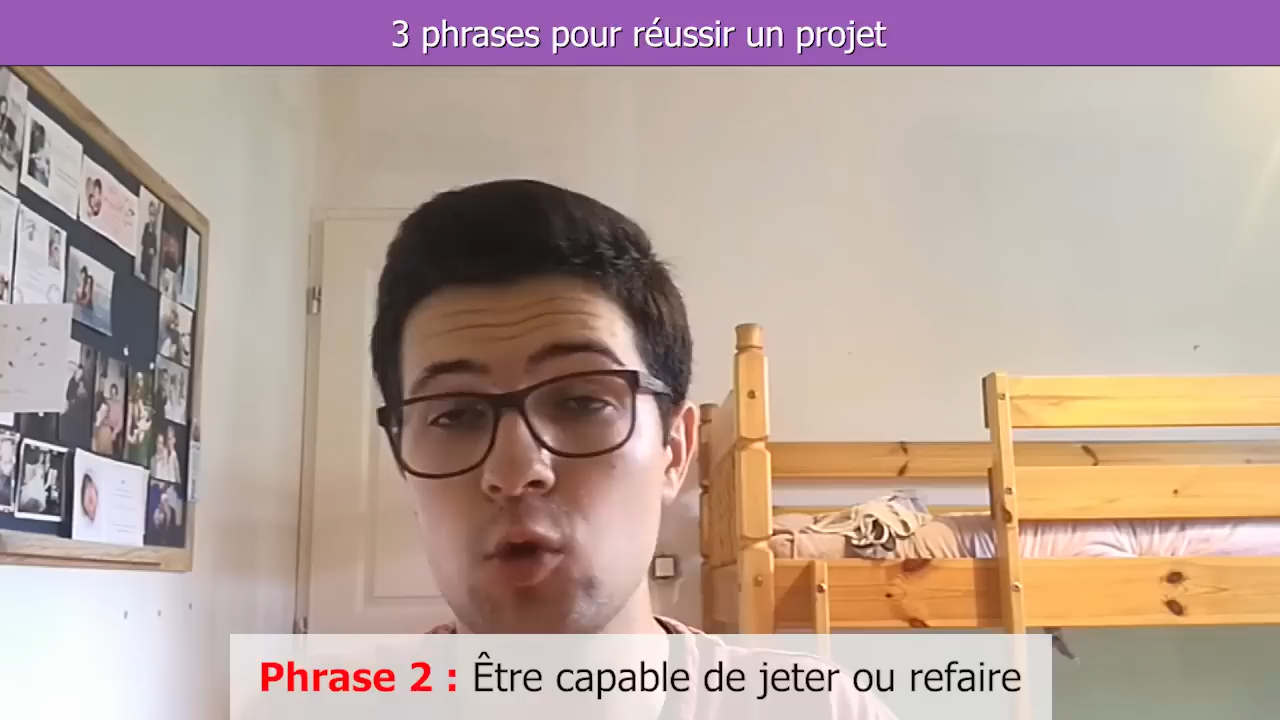 3 phrases pour réussir un projet
Phrase 2 : Être capable de jeter ou refaire